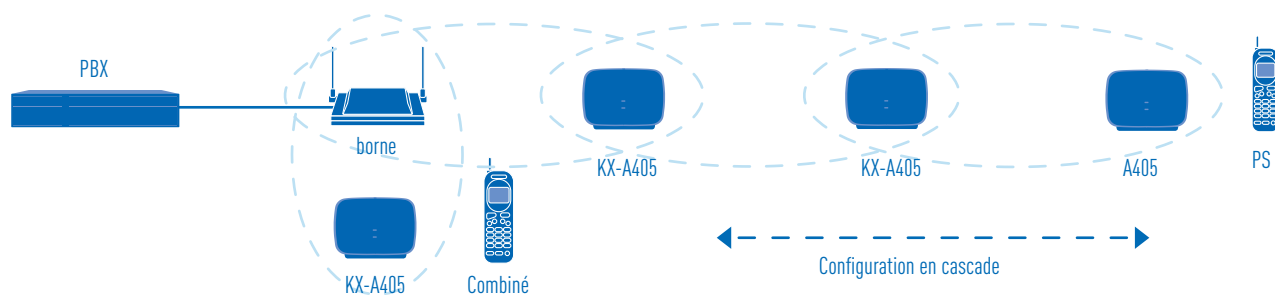 PBX
borne
KX-A405
KX-A405
A405
PS
KX-A405
Combiné
Configuration en cascade